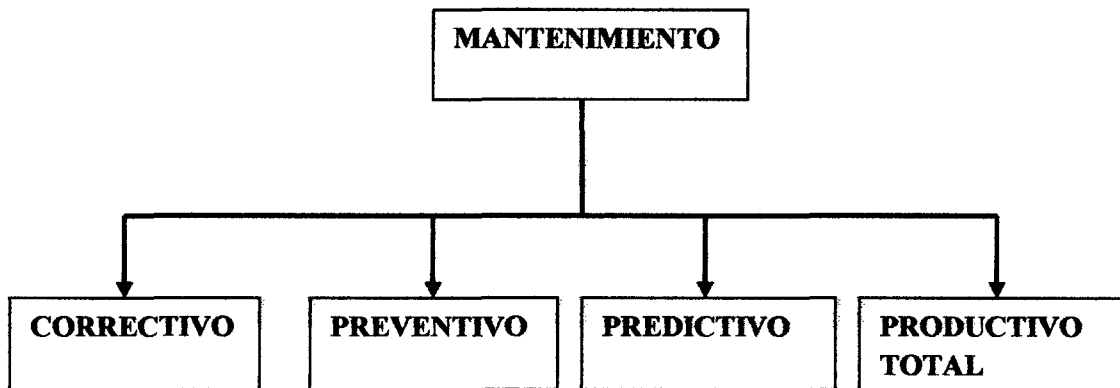 MANTENIMIENTO
CORRECTIVO
PREVENTIVO
PREDICTIVO
PRODUCTIVO
TOTAL